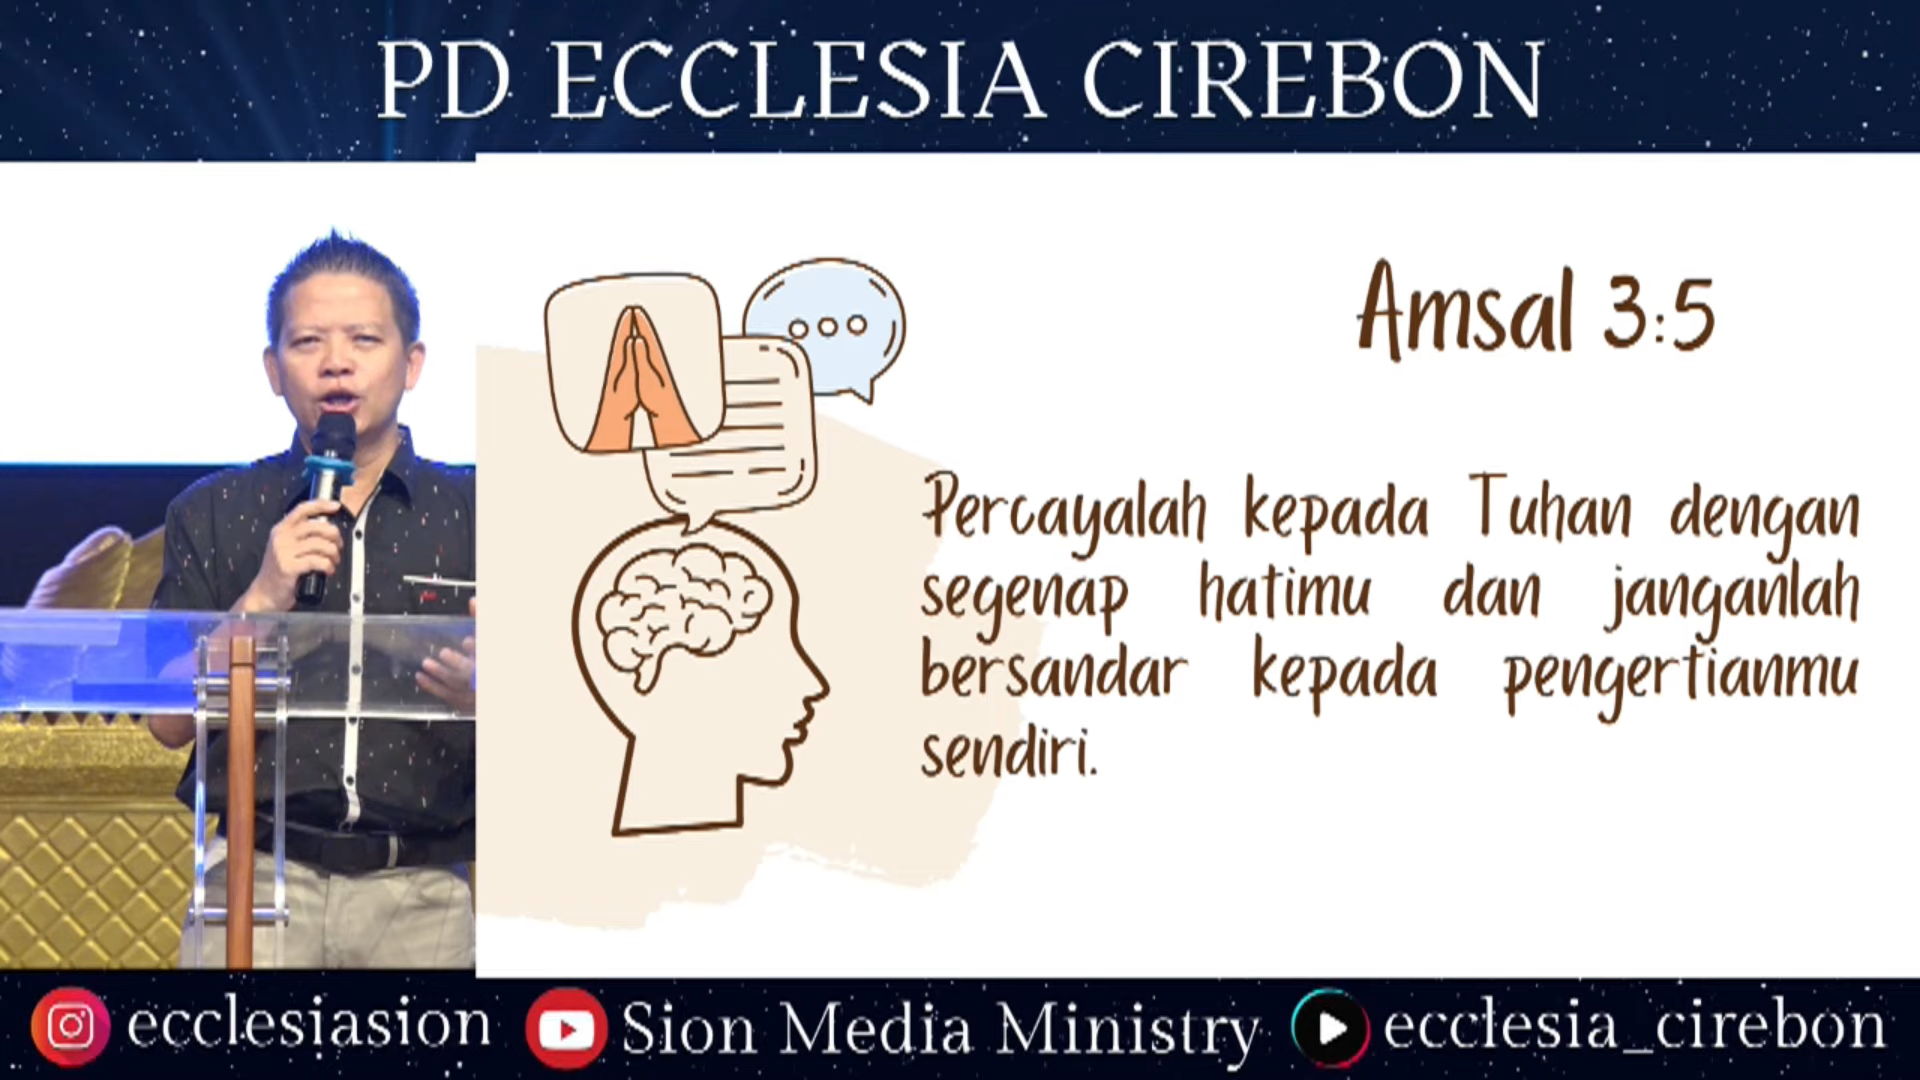 PD ECCLESIA CIREBON
Amsal 3:5
Percayalah kepada Tuhan dengan
segenap hatimu dan janganlah
bersandar kepada pengertianmu
sendiri.
ecclesiasion Sion Media Ministry ecclesia_cirebon